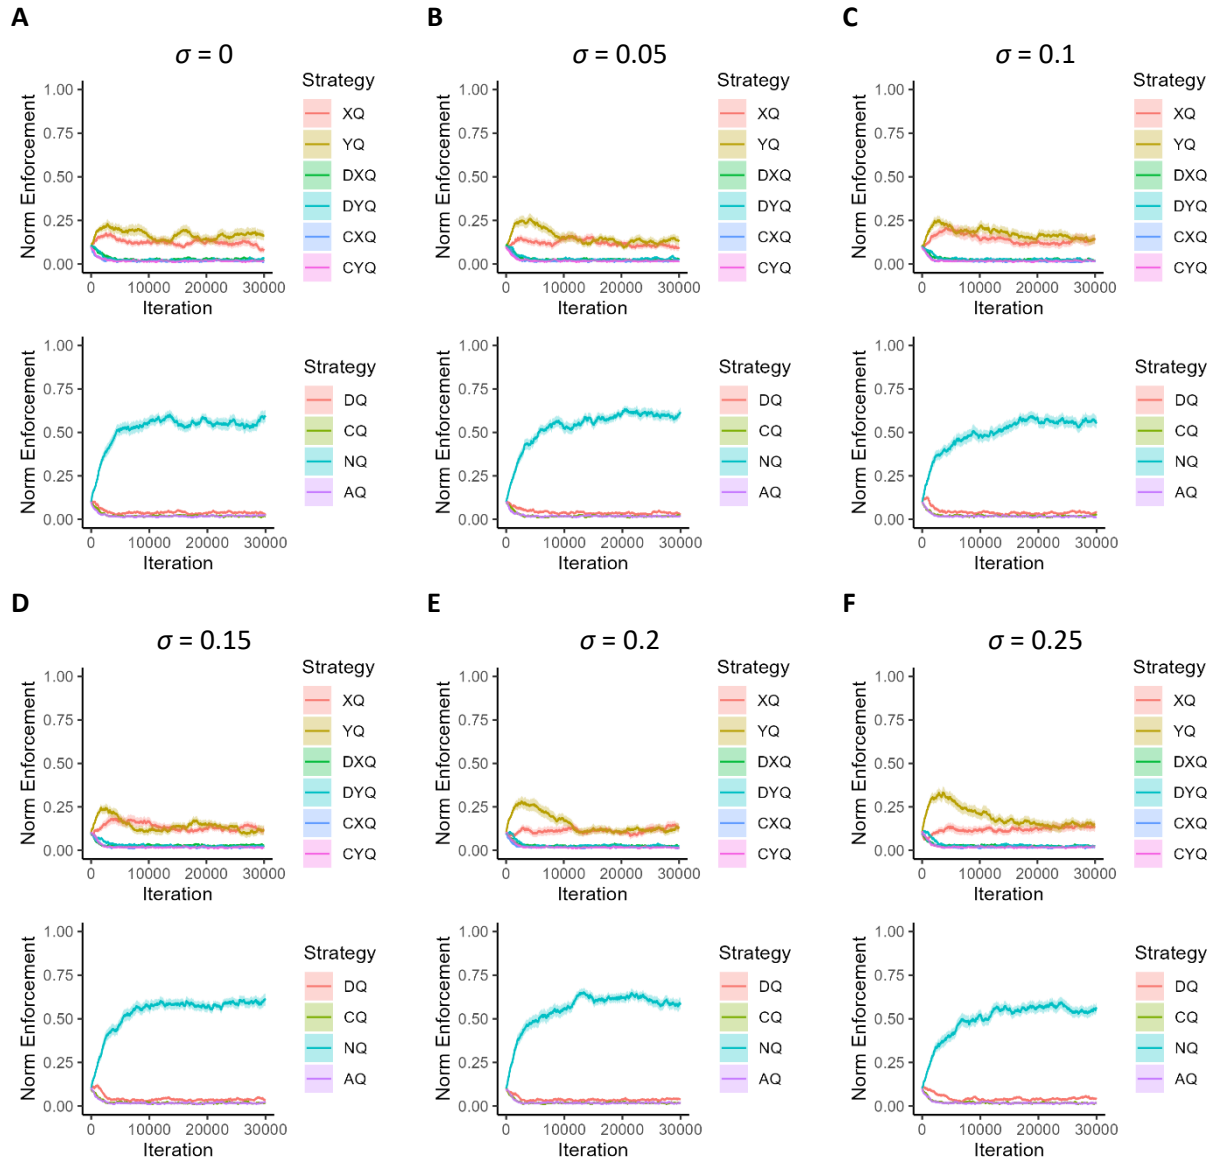 A
σ = 0
Norm Enforcement
1.00
0.75
0.50
0.25
0.00
0 10000 20000 30000
Iteration
Strategy
XQ
YQ
DXQ
DYQ
CXQ
CYQ
Norm Enforcement
1.00
0.75
0.50
0.25
0.00
0 10000 20000 30000
Iteration
Strategy
DQ
CQ
NQ
AQ
B
σ = 0.05
Norm Enforcement
1.00
0.75
0.50
0.25
0.00
0 10000 20000 30000
Iteration
Strategy
XQ
YQ
DXQ
DYQ
CXQ
CYQ
Norm Enforcement
1.00
0.75
0.50
0.25
0.00
0 10000 20000 30000
Iteration
Strategy
DQ
CQ
NQ
AQ
C
σ = 0.1
Norm Enforcement
1.00
0.75
0.50
0.25
0.00
0 10000 20000 30000
Iteration
Strategy
XQ
YQ
DXQ
DYQ
CXQ
CYQ
Norm Enforcement
1.00
0.75
0.50
0.25
0.00
0 10000 20000 30000
Iteration
Strategy
DQ
CQ
NQ
AQ
D
σ = 0.15
Norm Enforcement
1.00
0.75
0.50
0.25
0.00
0 10000 20000 30000
Iteration
Strategy
XQ
YQ
DXQ
DYQ
CXQ
CYQ
Norm Enforcement
1.00
0.75
0.50
0.25
0.00
0 10000 20000 30000
Iteration
Strategy
DQ
CQ
NQ
AQ
E
σ = 0.2
Norm Enforcement
1.00
0.75
0.50
0.25
0.00
0 10000 20000 30000
Iteration
Strategy
XQ
YQ
DXQ
DYQ
CXQ
CYQ
Norm Enforcement
1.00
0.75
0.50
0.25
0.00
0 10000 20000 30000
Iteration
Strategy
DQ
CQ
NQ
AQ
F
σ = 0.25
Norm Enforcement
1.00
0.75
0.50
0.25
0.00
0 10000 20000 30000
Iteration
Strategy
XQ
YQ
DXQ
DYQ
CXQ
CYQ
Norm Enforcement
1.00
0.75
0.50
0.25
0.00
0 10000 20000 30000
Iteration
Strategy
DQ
CQ
NQ
AQ